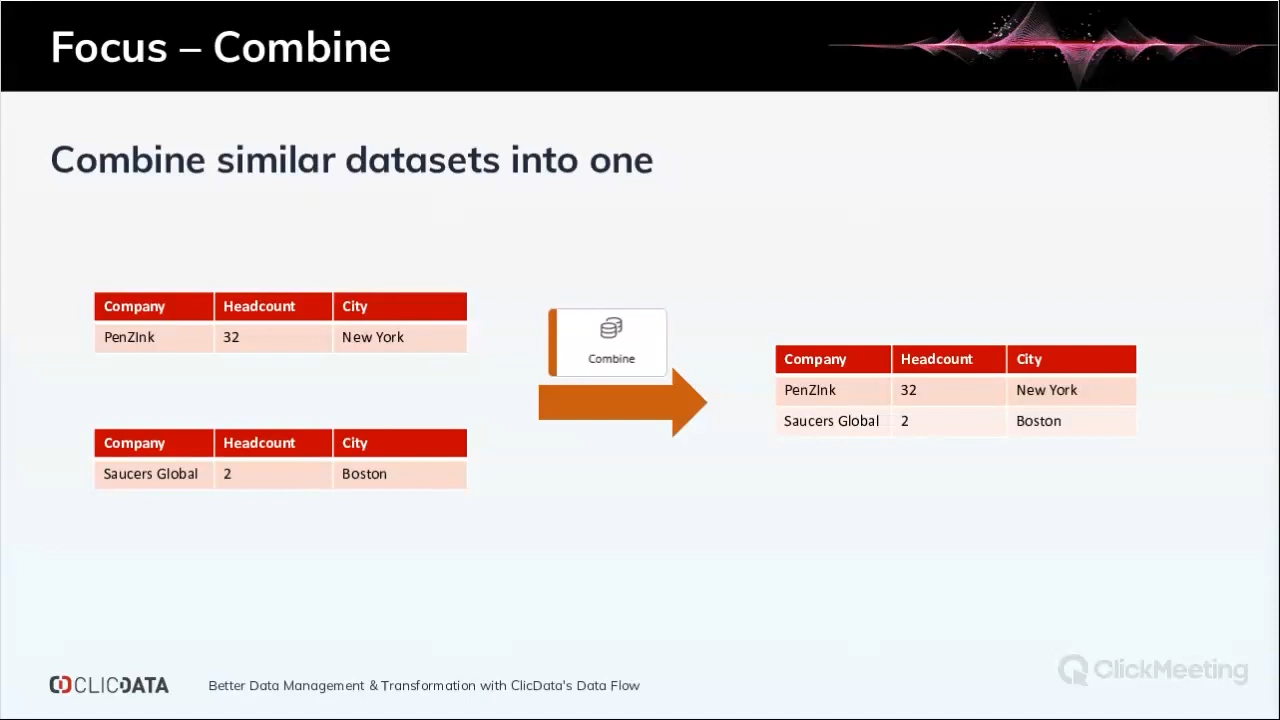 Focus – Combine
Combine similar datasets into one
Company Headcount City
PenZInk 32 New York
Company Headcount City
Saucers Global 2 Boston
Combine
Company Headcount City
PenZInk 32 New York
Saucers Global 2 Boston
CLICDATA
Better Data Management & Transformation with ClicData's Data Flow
ClickMeeting